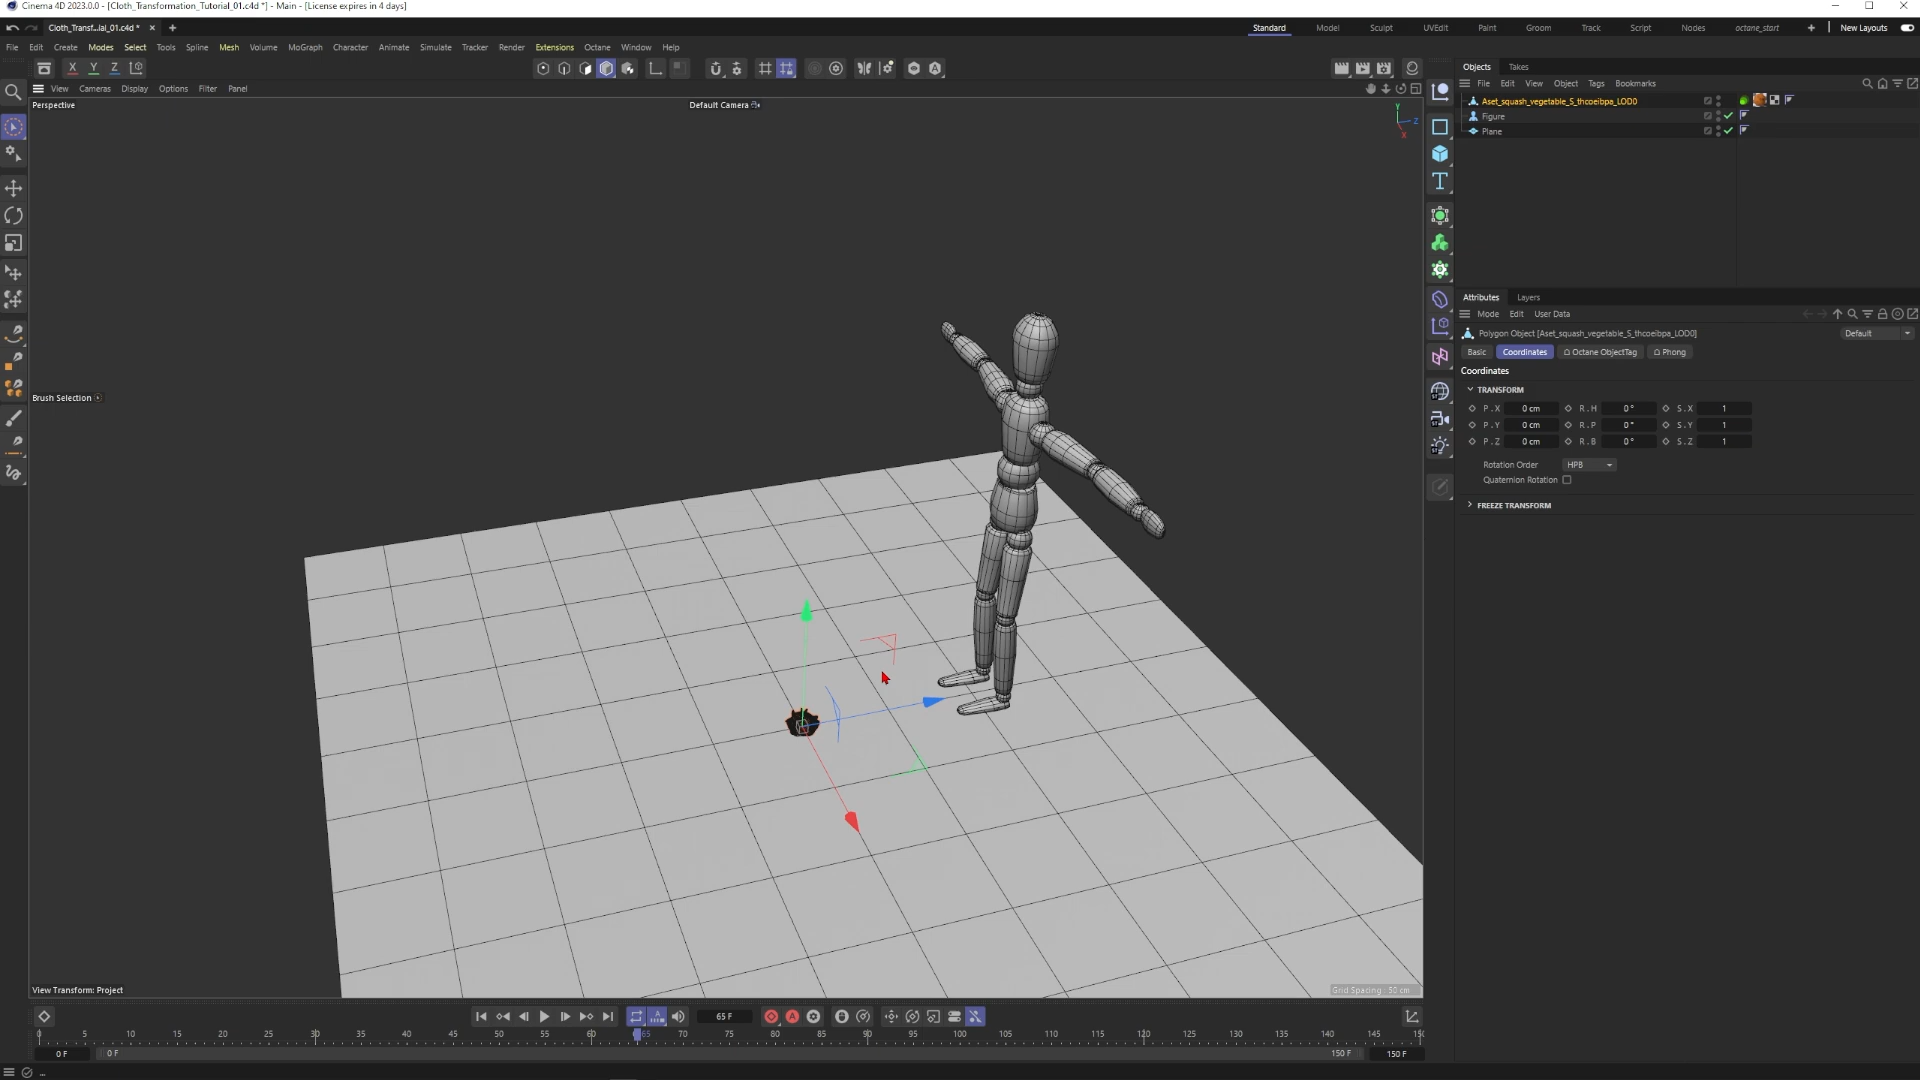 Cinema 4D 2023.0.0 - [Cloth_Transformation_Tutorial_01.c4d *] - Main - [License expires in 4 days]
Cloth_Transf...ial_01.c4d *
Standard Model Sculpt UVEdit Paint Groom Track Script Nodes octane_start New Layouts
File Edit Create Modes Select Tools Spline Mesh Volume MoGraph Character Animate Simulate Tracker Render Extensions Octane Window Help
X Y Z
View Cameras Display Options Filter Panel
Perspective
Default Camera
Y
Z
X
Brush Selection
View Transform: Project
Grid Spacing : 50 cm
Objects Takes
File Edit View Object Tags Bookmarks
Aset_squash_vegetable_S_thcoeibpa_LOD0
Figure
Plane
Attributes Layers
Mode Edit User Data
Polygon Object [Aset_squash_vegetable_S_thcoeibpa_LOD0]
Default
Basic Coordinates Octane ObjectTag Phong
Coordinates
TRANSFORM
P . X 0 cm R . H 0 ° S . X 1
P . Y 0 cm R . P 0 ° S . Y 1
P . Z 0 cm R . B 0 ° S . Z 1
Rotation Order HPB
Quaternion Rotation
FREEZE TRANSFORM
65 F
0 5 10 15 20 25 30 35 40 45 50 55 60 65 70 75 80 85 90 95 100 105 110 115 120 125 130 135 140 145 15
0 F 0 F 150 F 150 F
...